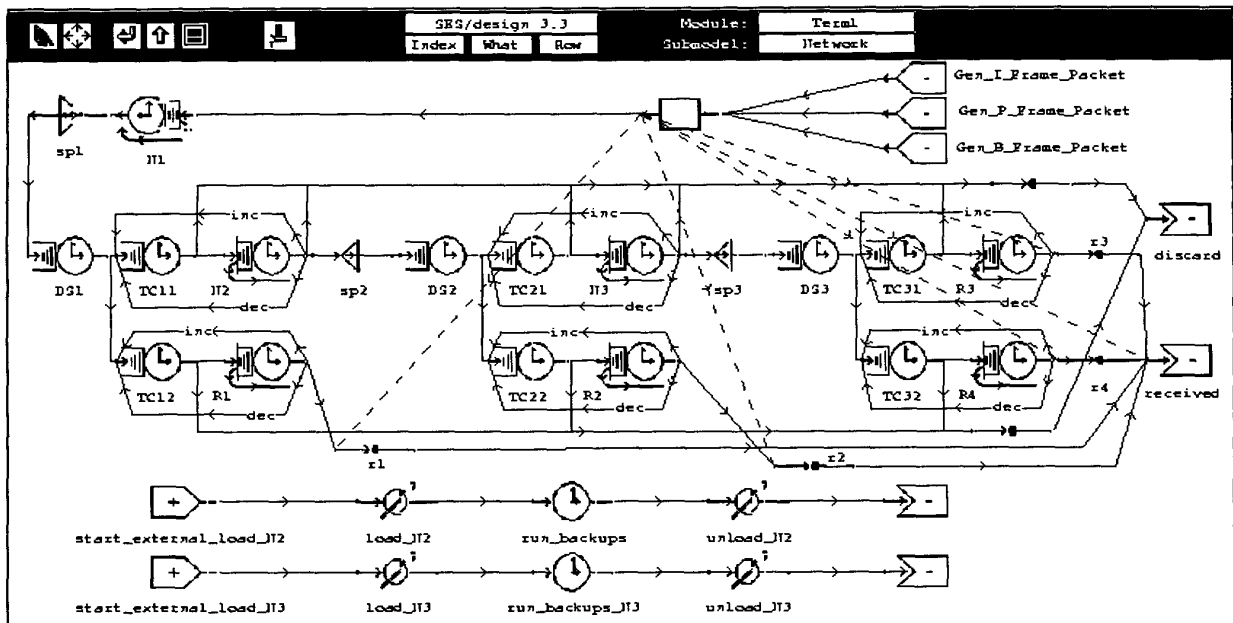 SES/design 3.3
Module:
Term1
Index
What
Row
Submodel:
Network
Gen_I_Frame_Packet
Gen_P_Frame_Packet
Gen_B_Frame_Packet
sp1
N1
inc
inc
inc
r3
discard
DS1
TC11
N2
sp2
DS2
TC21
N3
sp3
DS3
TC31
R3
dec
dec
dec
inc
inc
inc
TC12
R1
TC22
R2
TC32
R4
r4
received
dec
dec
dec
r1
r2
start_external_load_N2
load_N2
run_backups
unload_N2
start_external_load_N3
load_N3
run_backups_N3
unload_N3